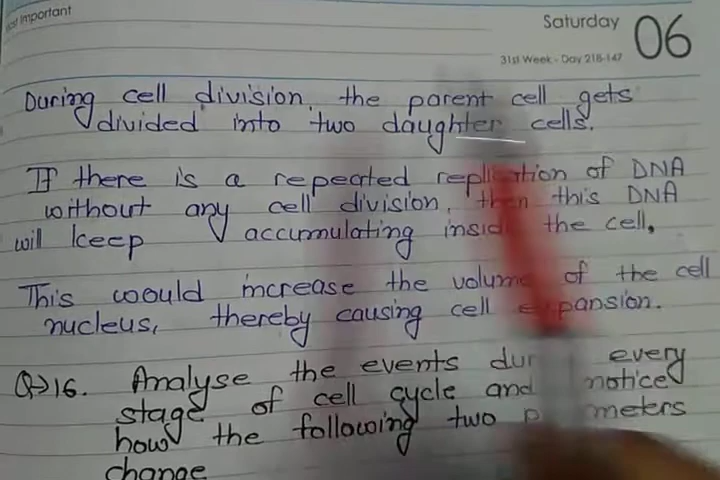 Most Important
Saturday 06
31st Week - Day 218-147
During cell division, the parent cell gets
divided into two daughter cells.
If there is a repeated replication of DNA
without any cell division, then this DNA
will keep accumulating inside the cell.
This would increase the volume of the cell
nucleus, thereby causing cell expansion.
Q→16. Analyse the events during every
stage of cell cycle and notice
how the following two parameters
change